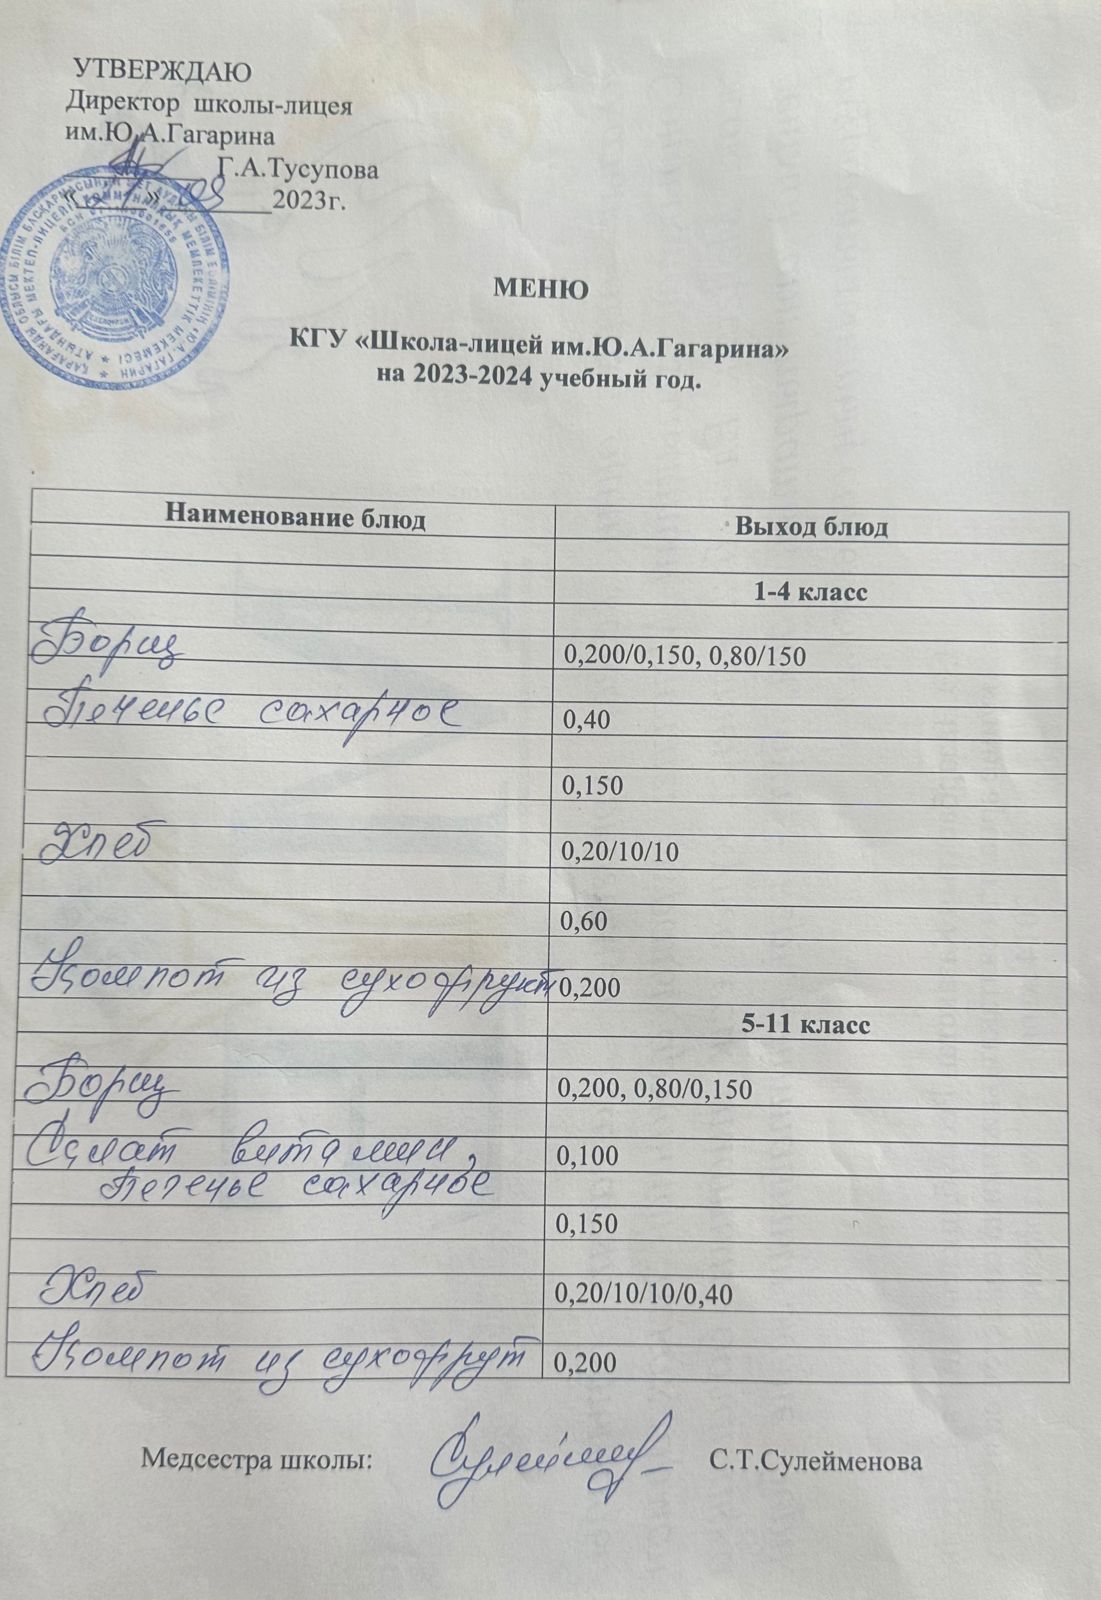 УТВЕРЖДАЮ
Директор школы-лицея
им.Ю.А.Гагарина
Г.А.Тусупова
« » 09 2023г.
МЕНЮ
КГУ «Школа-лицей им.Ю.А.Гагарина»
на 2023-2024 учебный год.
Наименование блюд Выход блюд
1-4 класс
Борщ 0,200/0,150, 0,80/150
Печенье сахарное 0,40
0,150
Хлеб 0,20/10/10
0,60
Компот из сухофрукт 0,200
5-11 класс
Борщ 0,200, 0,80/0,150
Салат витамин, 0,100
Печенье сахарное
0,150
Хлеб 0,20/10/10/0,40
Компот из сухофрут 0,200
Медсестра школы: С.Т.Сулейменова